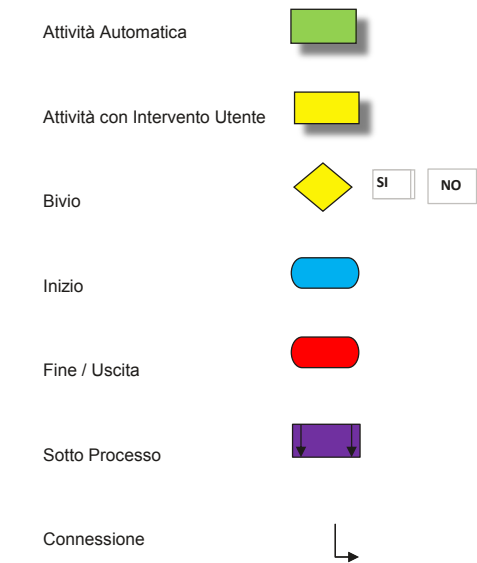 Attività Automatica
Attività con Intervento Utente
Bivio
SI
NO
Inizio
Fine / Uscita
Sotto Processo
Connessione